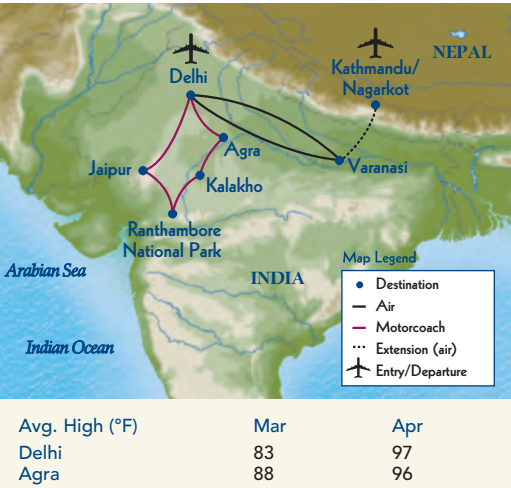 NEPAL
Kathmandu/
Nagarkot
Delhi
Agra
Varanasi
Jaipur
Kalakho
Ranthambore
National Park
Arabian Sea
INDIA
Indian Ocean
Map Legend
Destination
Air
Motorcoach
Extension (air)
Entry/Departure
Avg. High (°F) Mar Apr
Delhi 83 97
Agra 88 96